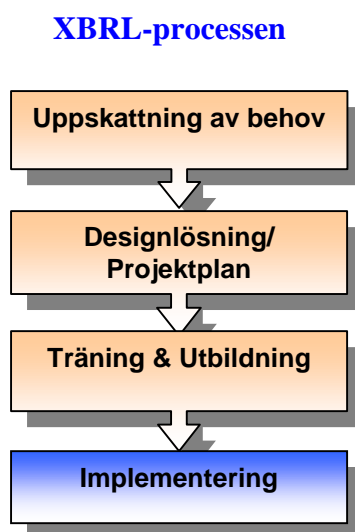 XBRL-processen
Uppskattning av behov
Designlösning/
Projektplan
Träning & Utbildning
Implementering